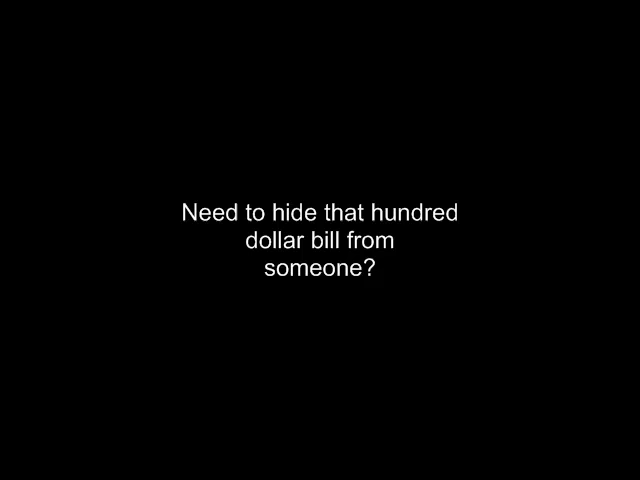 Need to hide that hundred
dollar bill from
someone?